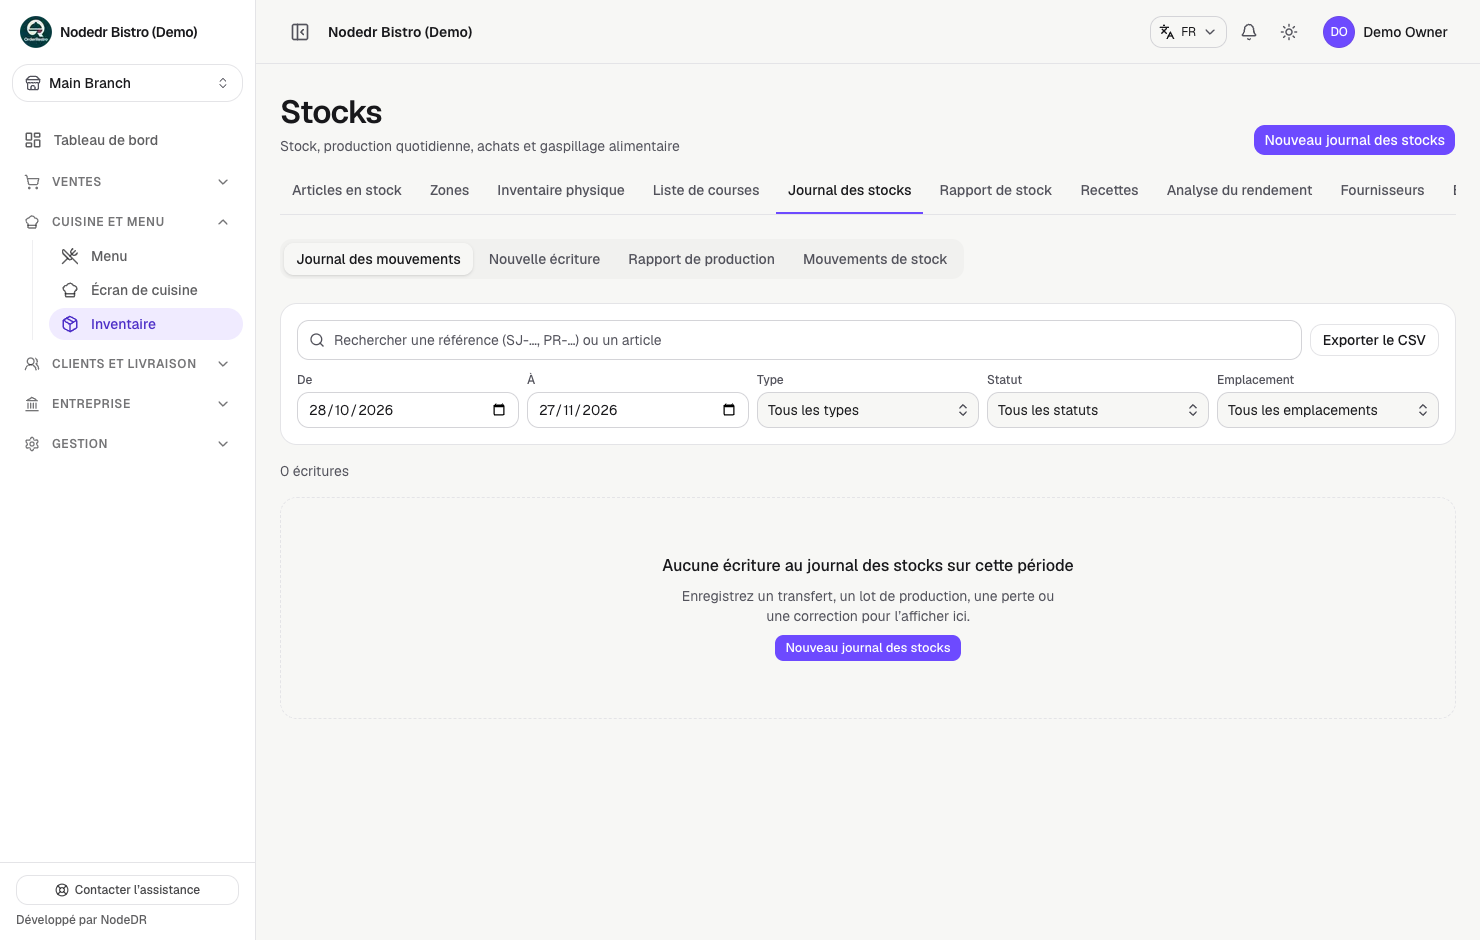 Nodedr Bistro (Demo)
Main Branch
Tableau de bord
VENTES
CUISINE ET MENU
Menu
Écran de cuisine
Inventaire
CLIENTS ET LIVRAISON
ENTREPRISE
GESTION
Contacter l'assistance
Développé par NodeDR
Nodedr Bistro (Demo)
FR
DO
Demo Owner
Stocks
Stock, production quotidienne, achats et gaspillage alimentaire
Nouveau journal des stocks
Articles en stock
Zones
Inventaire physique
Liste de courses
Journal des stocks
Rapport de stock
Recettes
Analyse du rendement
Fournisseurs
Journal des mouvements
Nouvelle écriture
Rapport de production
Mouvements de stock
Rechercher une référence (SJ-…, PR-…) ou un article
Exporter le CSV
De
À
Type
Statut
Emplacement
28/10/2026
27/11/2026
Tous les types
Tous les statuts
Tous les emplacements
0 écritures
Aucune écriture au journal des stocks sur cette période
Enregistrez un transfert, un lot de production, une perte ou
une correction pour l'afficher ici.
Nouveau journal des stocks